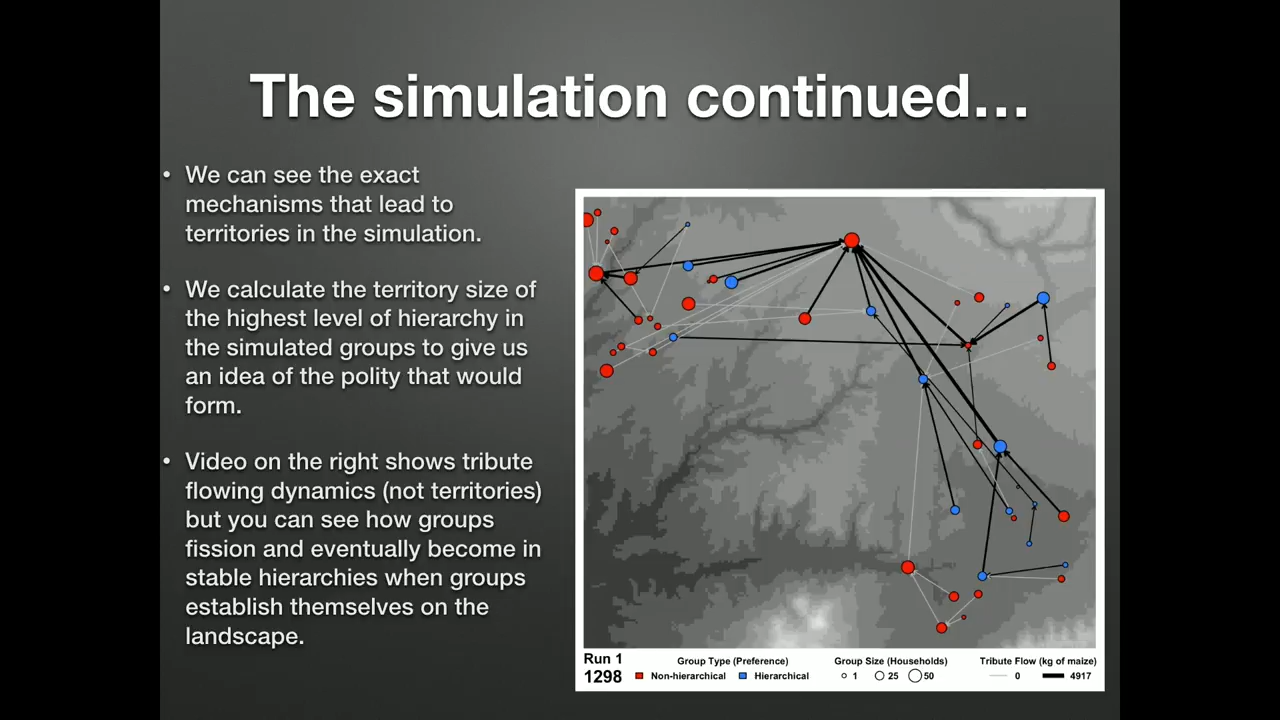 The simulation continued...
• We can see the exact
mechanisms that lead to
territories in the simulation.
• We calculate the territory size of
the highest level of hierarchy in
the simulated groups to give us
an idea of the polity that would
form.
• Video on the right shows tribute
flowing dynamics (not territories)
but you can see how groups
fission and eventually become in
stable hierarchies when groups
establish themselves on the
landscape.
Run 1
1298
Group Type (Preference)
Non-hierarchical Hierarchical
Group Size (Households)
1 25 50
Tribute Flow (kg of maize)
0 4917